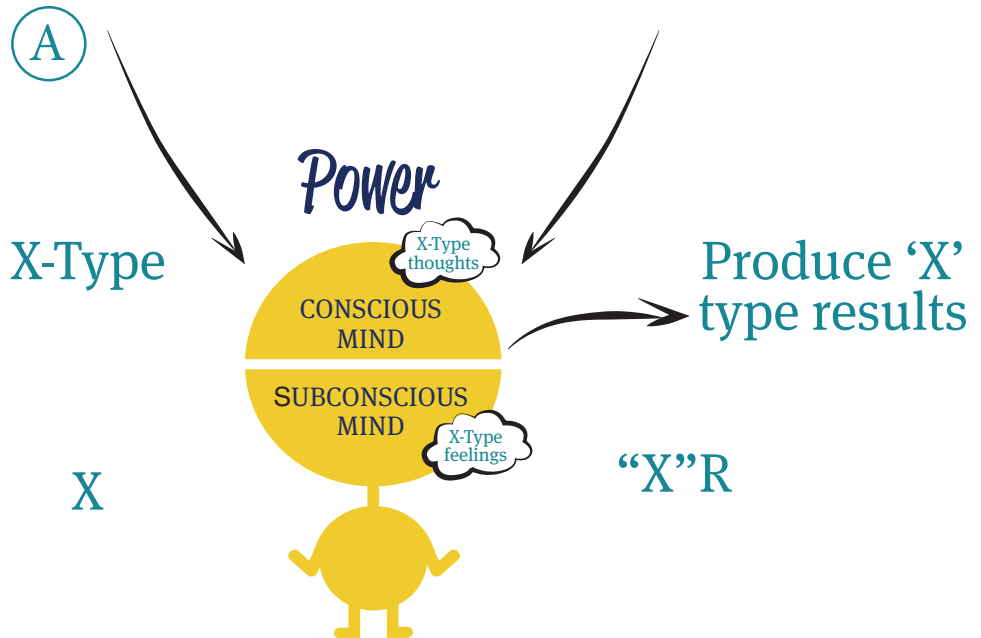 A
Power
X-Type
thoughts
X-Type
Produce ‘X’
type results
CONSCIOUS
MIND
SUBCONSCIOUS
MIND
X-Type
feelings
X
“X”R